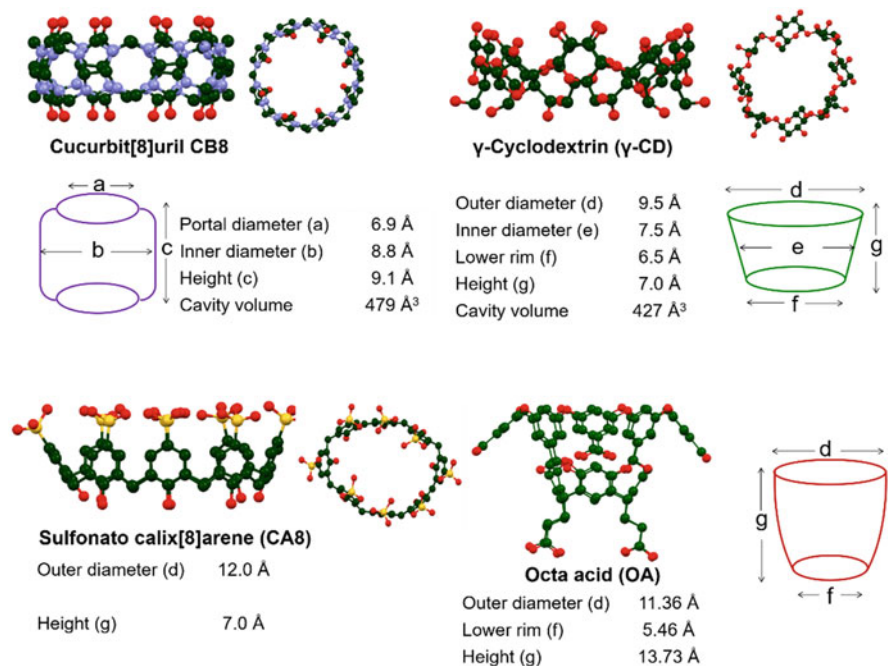 Cucurbit[8]uril CB8
a
b
c
Portal diameter (a) 6.9 Å
Inner diameter (b) 8.8 Å
Height (c) 9.1 Å
Cavity volume 479 Å³
γ-Cyclodextrin (γ-CD)
Outer diameter (d) 9.5 Å
Inner diameter (e) 7.5 Å
Lower rim (f) 6.5 Å
Height (g) 7.0 Å
Cavity volume 427 Å³
d
e
g
f
Sulfonato calix[8]arene (CA8)
Outer diameter (d) 12.0 Å
Height (g) 7.0 Å
Octa acid (OA)
Outer diameter (d) 11.36 Å
Lower rim (f) 5.46 Å
Height (g) 13.73 Å
d
g
f